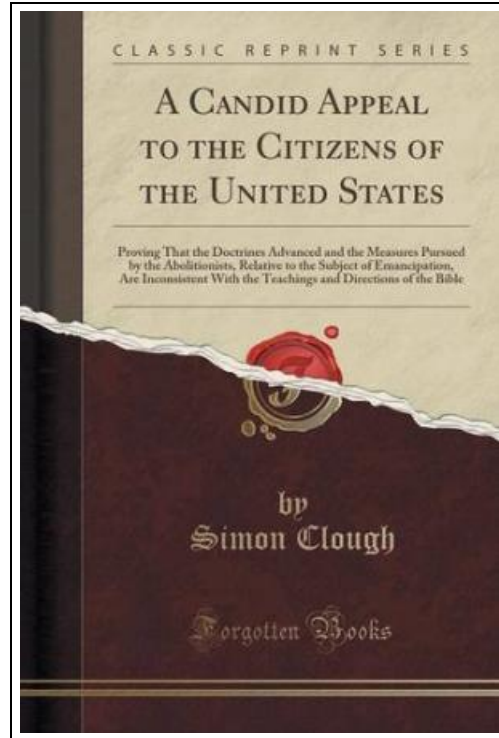 CLASSIC REPRINT SERIES
A CANDID APPEAL
TO THE CITIZENS OF
THE UNITED STATES
Proving That the Doctrines Advanced and the Measures Pursued
by the Abolitionists, Relative to the Subject of Emancipation,
Are Inconsistent With the Teachings and Directions of the Bible
by
Simon Clough
Forgotten Books